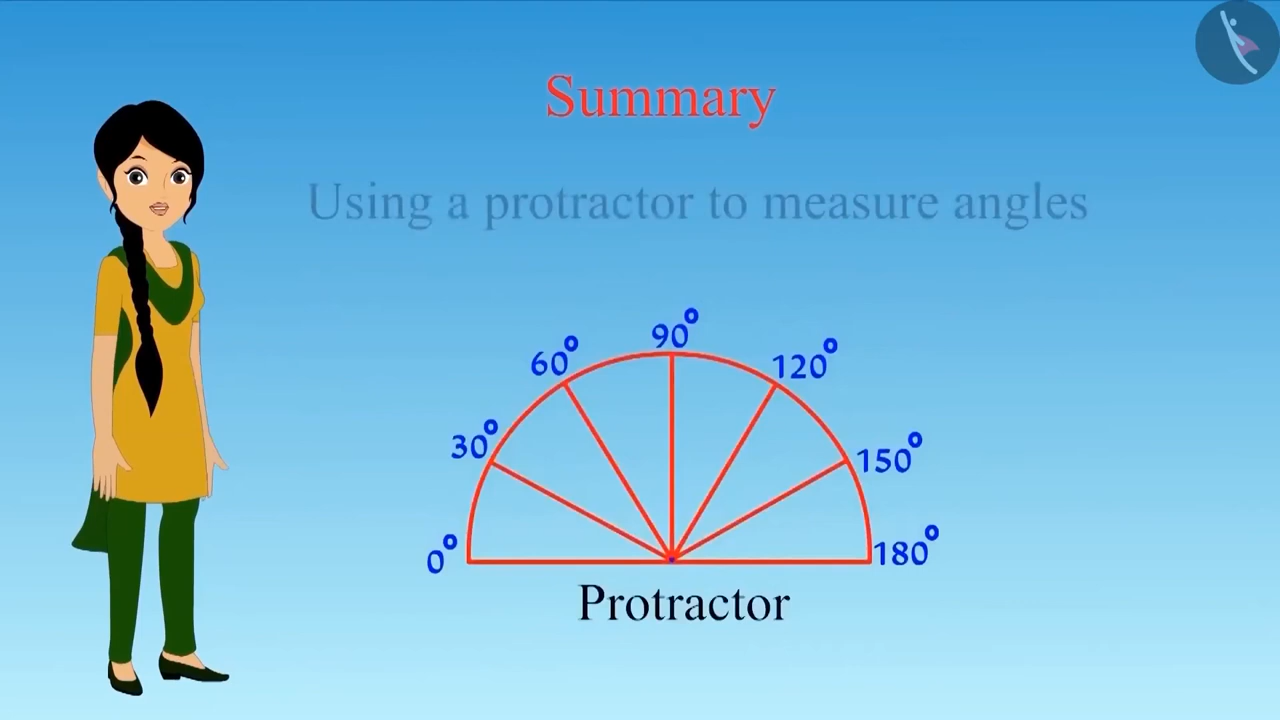 Summary
Using a protractor to measure angles
90°
60°
120°
30°
150°
0°
180°
Protractor